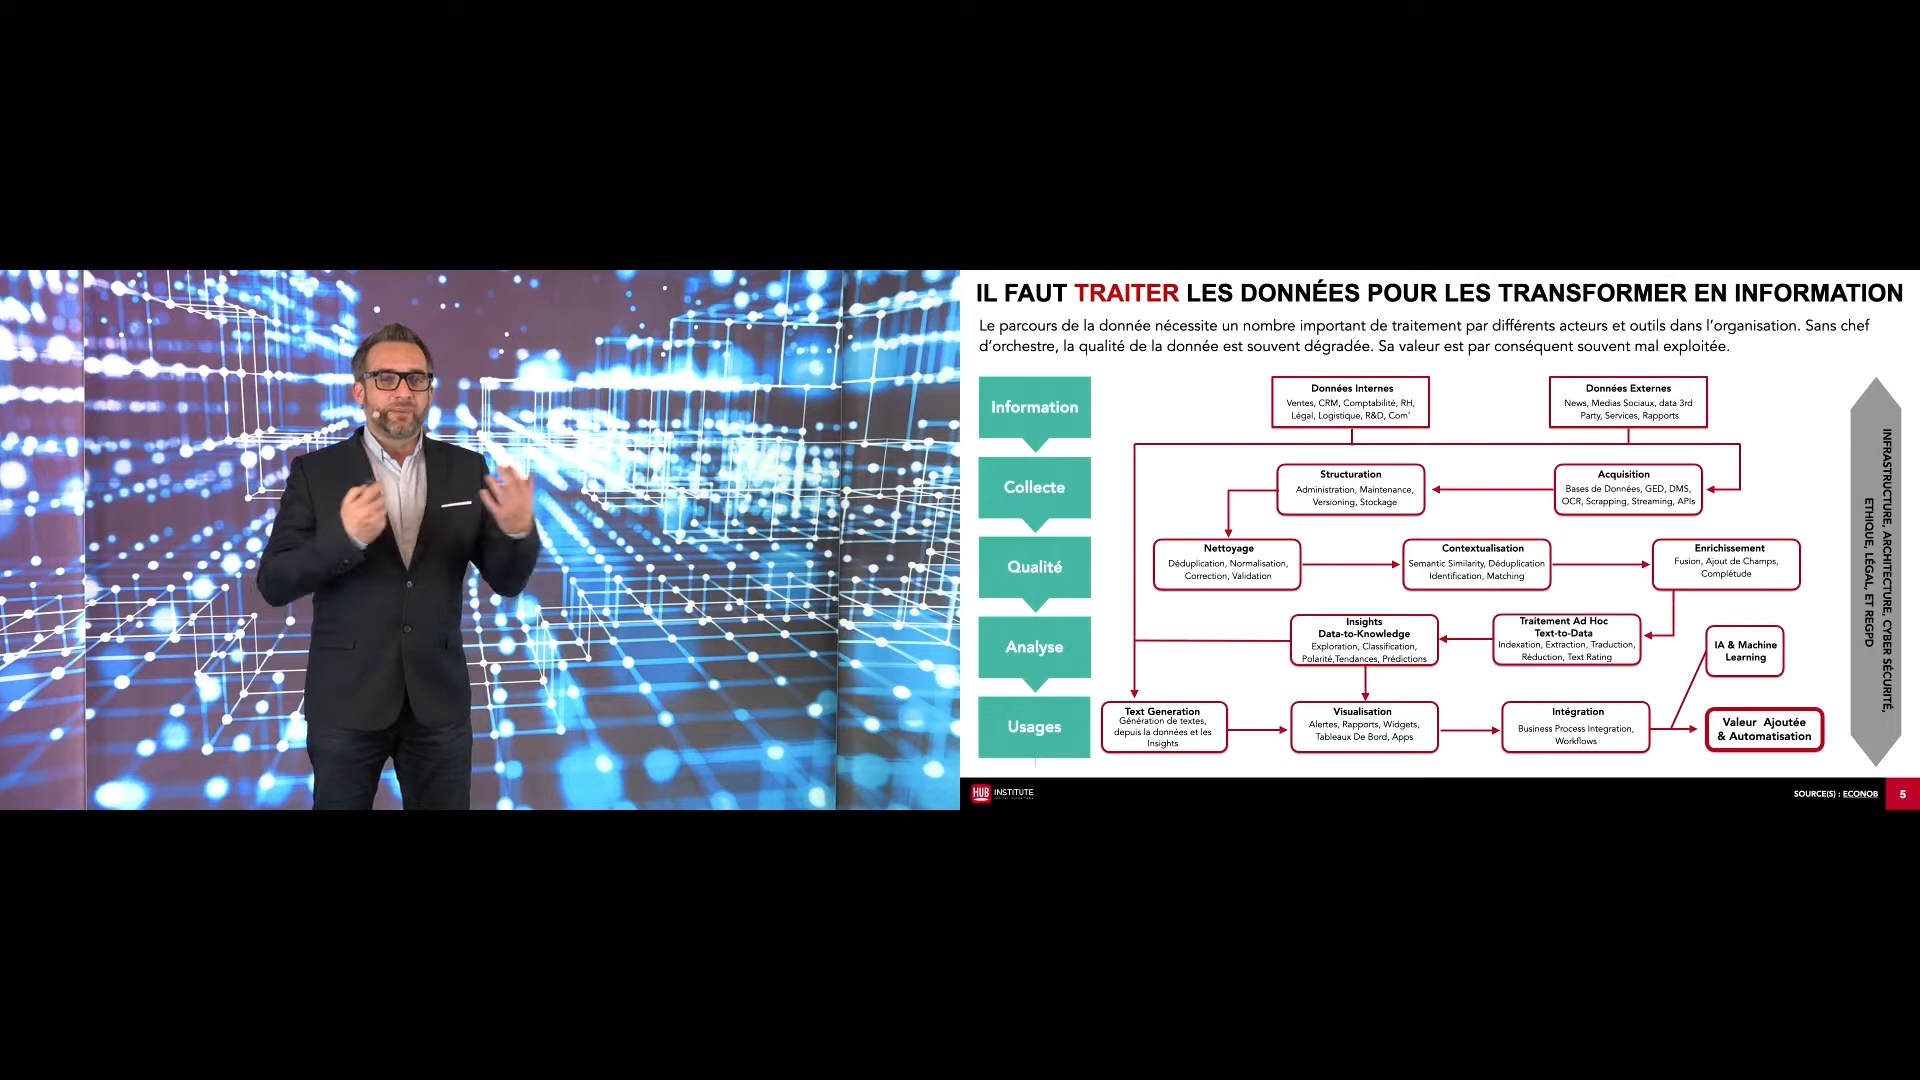 IL FAUT TRAITER LES DONNÉES POUR LES TRANSFORMER EN INFORMATION
Le parcours de la donnée nécessite un nombre important de traitement par différents acteurs et outils dans l'organisation. Sans chef
d'orchestre, la qualité de la donnée est souvent dégradée. Sa valeur est par conséquent souvent mal exploitée.
Information
Données Internes
Ventes, CRM, Comptabilité, RH,
Légal, Logistique, R&D, Com'
Données Externes
News, Medias Sociaux, data 3rd
Party, Services, Rapports
Collecte
Structuration
Administration, Maintenance,
Versioning, Stockage
Acquisition
Bases de Données, GED, DMS,
OCR, Scrapping, Streaming, APIs
Qualité
Nettoyage
Déduplication, Normalisation,
Correction, Validation
Contextualisation
Semantic Similarity, Déduplication
Identification, Matching
Enrichissement
Fusion, Ajout de Champs,
Complétude
Analyse
Insights
Data-to-Knowledge
Exploration, Classification,
Polarité,Tendances, Prédictions
Traitement Ad Hoc
Text-to-Data
Indexation, Extraction, Traduction,
Réduction, Text Rating
IA & Machine
Learning
Usages
Text Generation
Génération de textes,
depuis la données et les
Insights
Visualisation
Alertes, Rapports, Widgets,
Tableaux De Bord, Apps
Intégration
Business Process Integration,
Workflows
Valeur Ajoutée
& Automatisation
INFRASTRUCTURE, ARCHITECTURE, CYBER SÉCURITÉ,
ETHIQUE, LÉGAL, ET REGPD
HUB INSTITUTE
SOURCE(S) : ECONOB
5